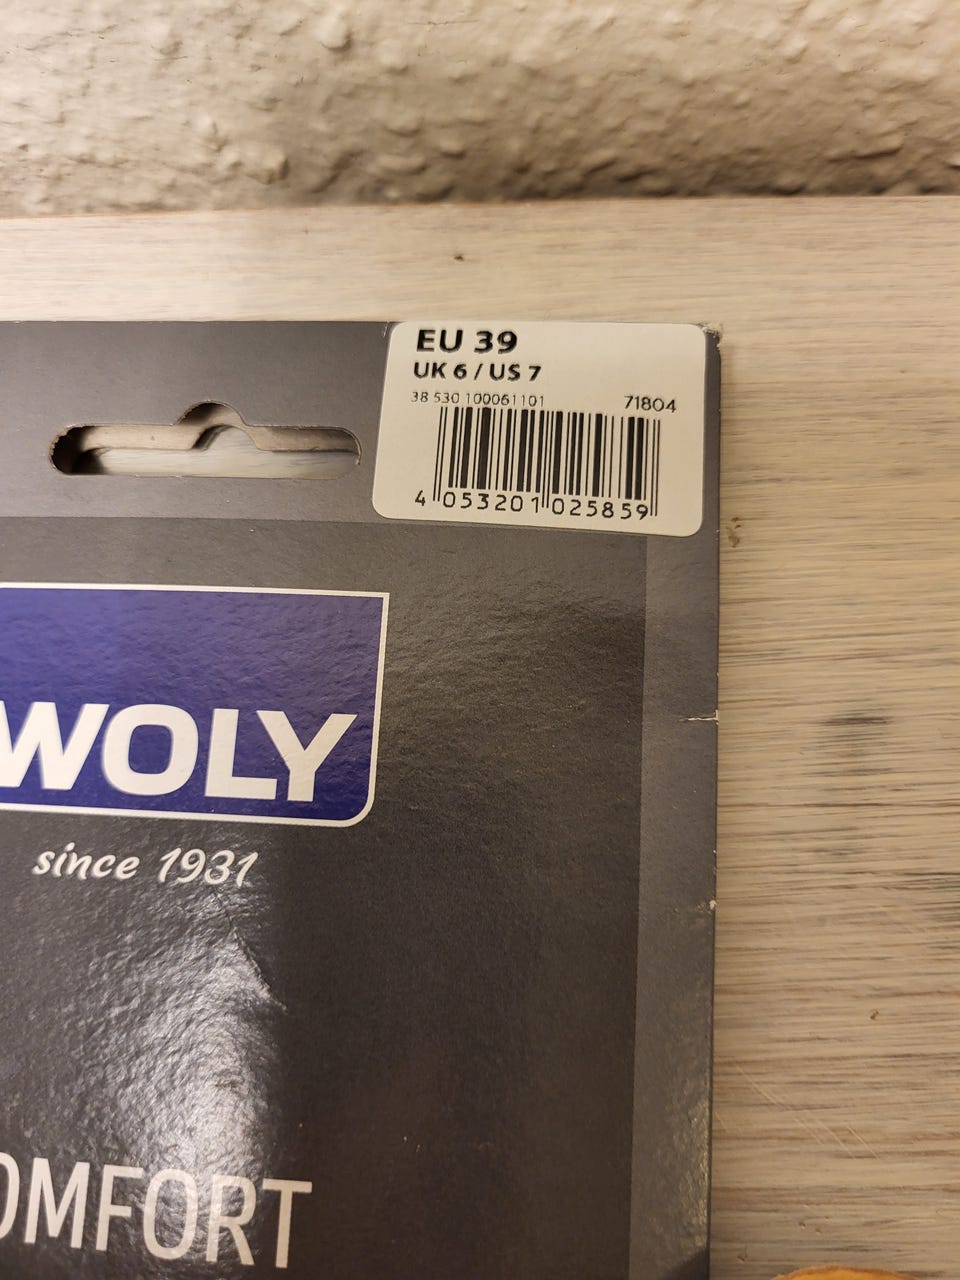 EU 39
UK 6 / US 7
38 530 100061101 71804
4 053201 025859
WOLY
since 1931
OMFORT